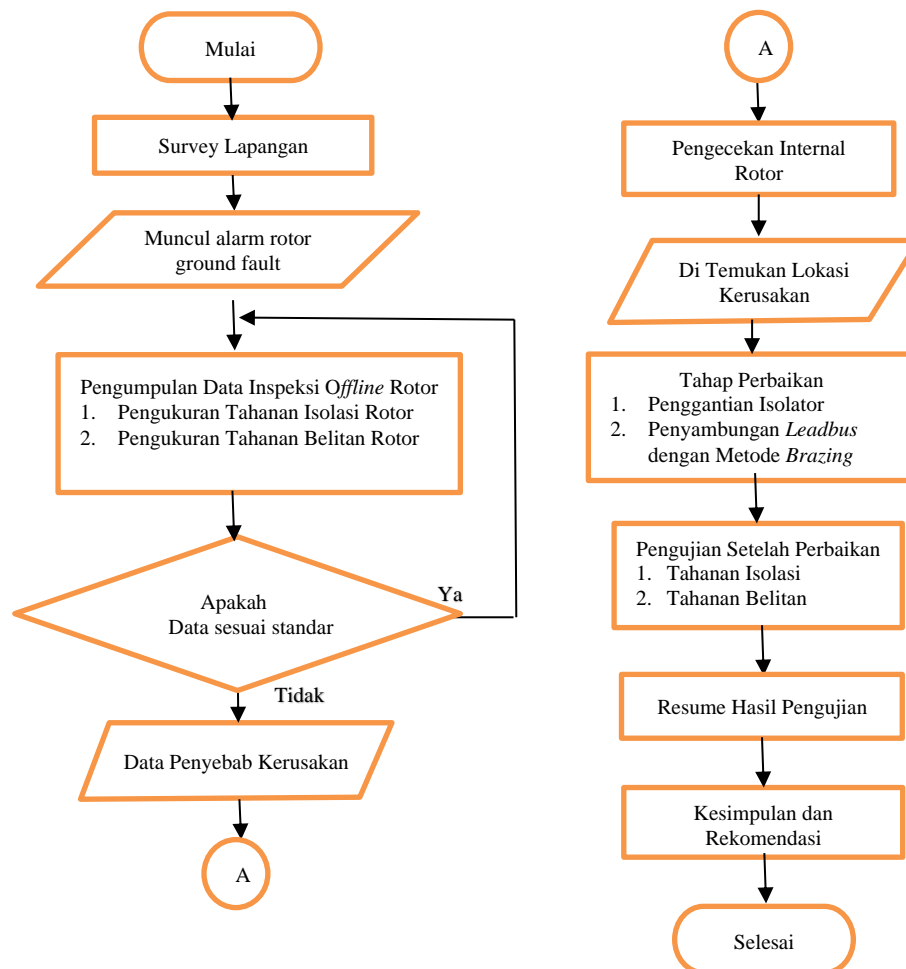 Mulai
Survey Lapangan
Muncul alarm rotor
ground fault
Pengumpulan Data Inspeksi Offline Rotor
1. Pengukuran Tahanan Isolasi Rotor
2. Pengukuran Tahanan Belitan Rotor
Apakah
Data sesuai standar
Ya
Tidak
Data Penyebab Kerusakan
A
A
Pengecekan Internal
Rotor
Di Temukan Lokasi
Kerusakan
Tahap Perbaikan
1. Penggantian Isolator
2. Penyambungan Leadbus
dengan Metode Brazing
Pengujian Setelah Perbaikan
1. Tahanan Isolasi
2. Tahanan Belitan
Resume Hasil Pengujian
Kesimpulan dan
Rekomendasi
Selesai